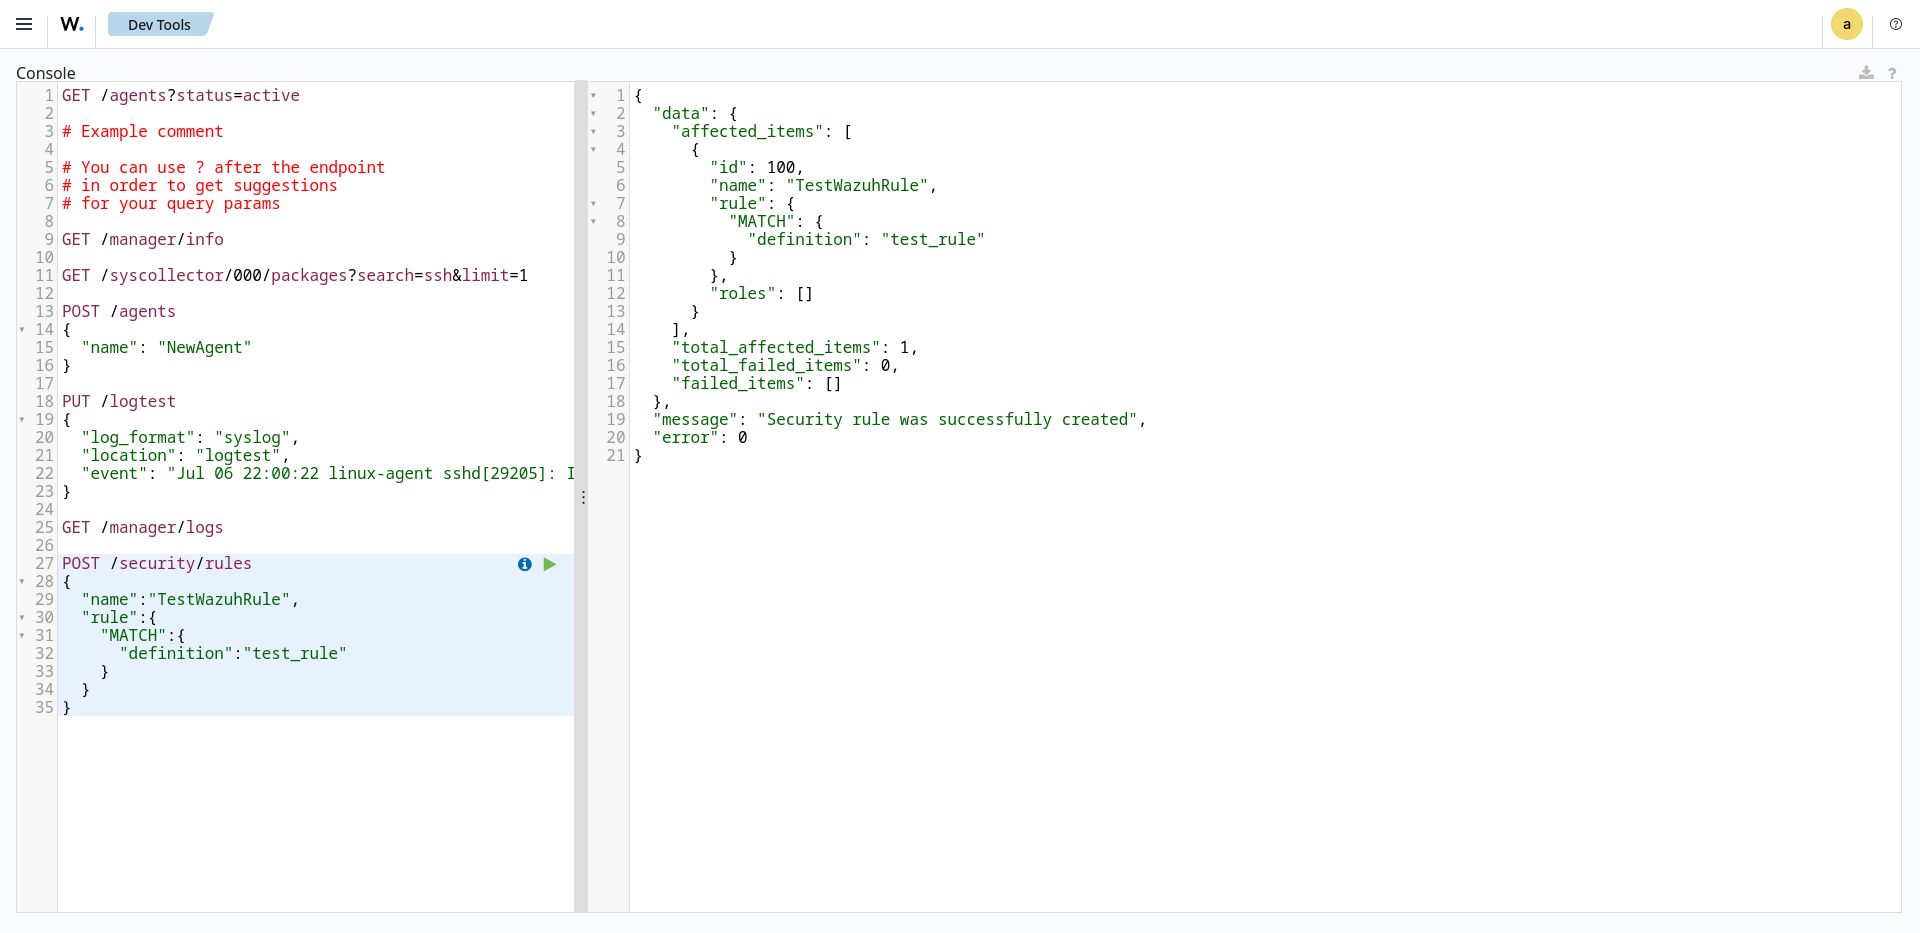 W.
Dev Tools
a
Console
1 GET /agents?status=active
2
3 # Example comment
4
5 # You can use ? after the endpoint
6 # in order to get suggestions
7 # for your query params
8
9 GET /manager/info
10
11 GET /syscollector/000/packages?search=ssh&limit=1
12
13 POST /agents
14 {
15   "name": "NewAgent"
16 }
17
18 PUT /logtest
19 {
20   "log_format": "syslog",
21   "location": "logtest",
22   "event": "Jul 06 22:00:22 linux-agent sshd[29205]: I
23 }
24
25 GET /manager/logs
26
27 POST /security/rules
28 {
29   "name":"TestWazuhRule",
30   "rule":{
31     "MATCH":{
32       "definition":"test_rule"
33     }
34   }
35 }
1 {
2   "data": {
3     "affected_items": [
4       {
5         "id": 100,
6         "name": "TestWazuhRule",
7         "rule": {
8           "MATCH": {
9             "definition": "test_rule"
10           }
11         },
12         "roles": []
13       }
14     ],
15     "total_affected_items": 1,
16     "total_failed_items": 0,
17     "failed_items": []
18   },
19   "message": "Security rule was successfully created",
20   "error": 0
21 }